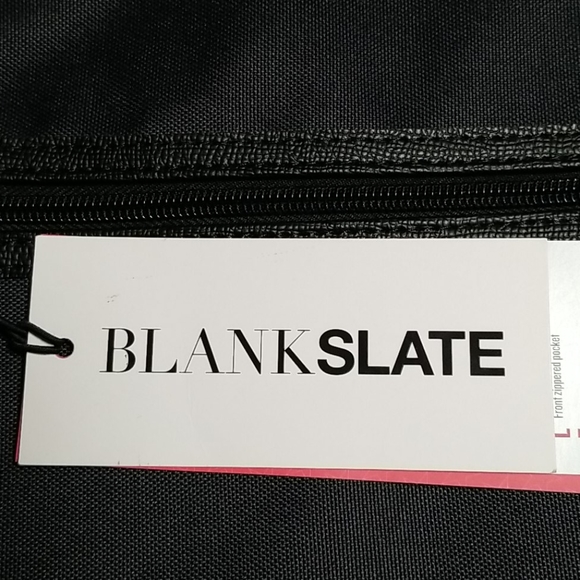 BLANKSLATE
Front zippered pocket